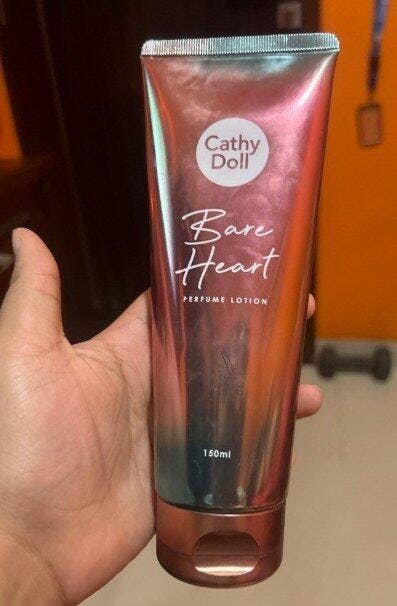 Cathy
Doll
Bare
Heart
PERFUME LOTION
150ml